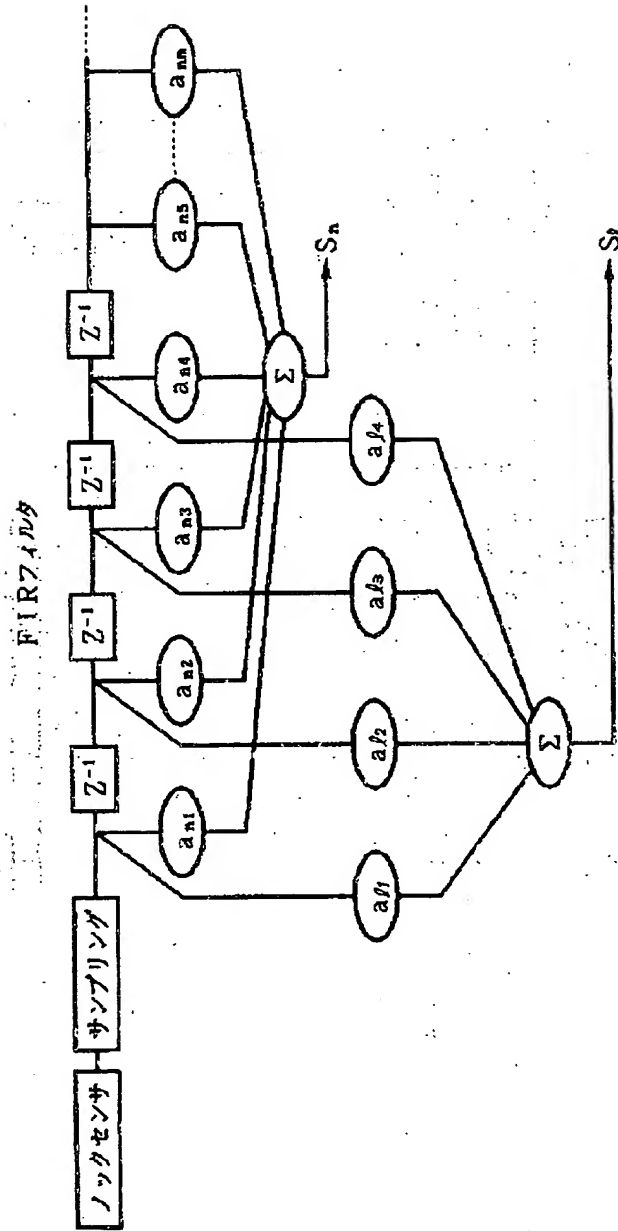 FIRフィルタ
ノックセンサ
サンプリング
Z⁻¹
Z⁻¹
Z⁻¹
Z⁻¹
an1
an2
an3
an4
an5
ann
Σ
Sn
aℓ1
aℓ2
aℓ3
aℓ4
Σ
Sℓ